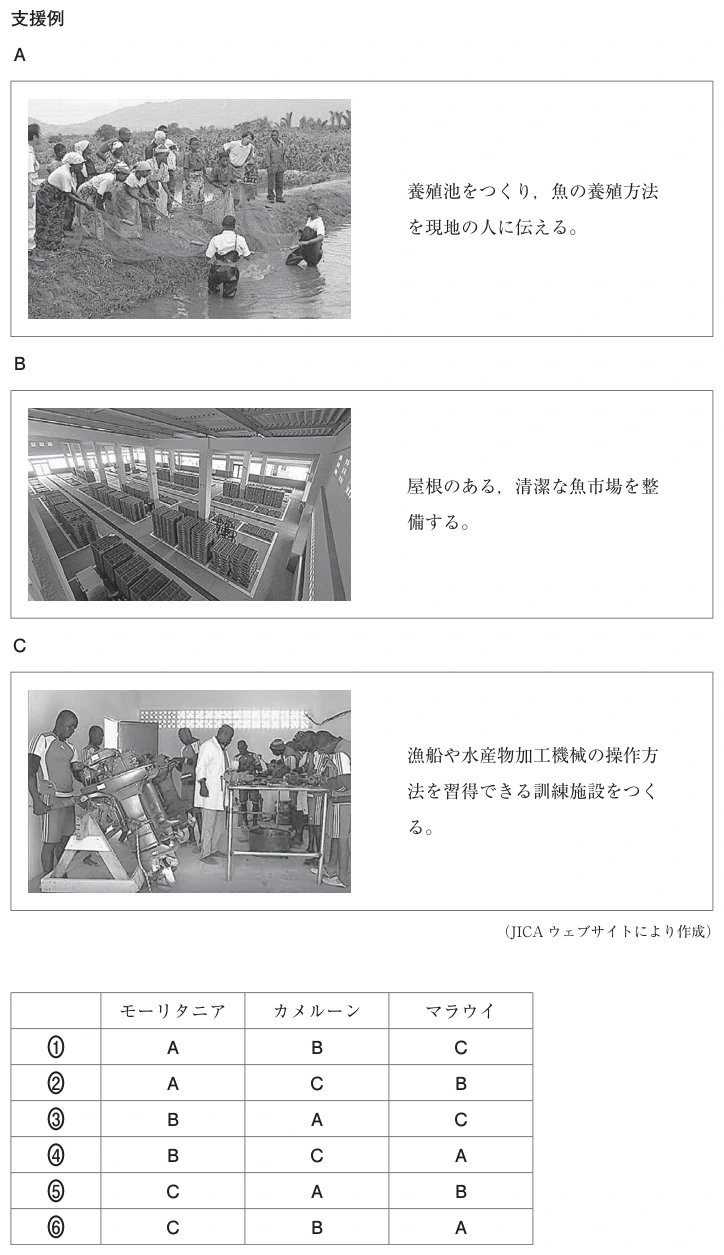 支援例
A
養殖池をつくり，魚の養殖方法
を現地の人に伝える。
B
屋根のある，清潔な魚市場を整
備する。
C
漁船や水産物加工機械の操作方
法を習得できる訓練施設をつく
る。
（JICA ウェブサイトにより作成）
モーリタニア カメルーン マラウイ
① A B C
② A C B
③ B A C
④ B C A
⑤ C A B
⑥ C B A